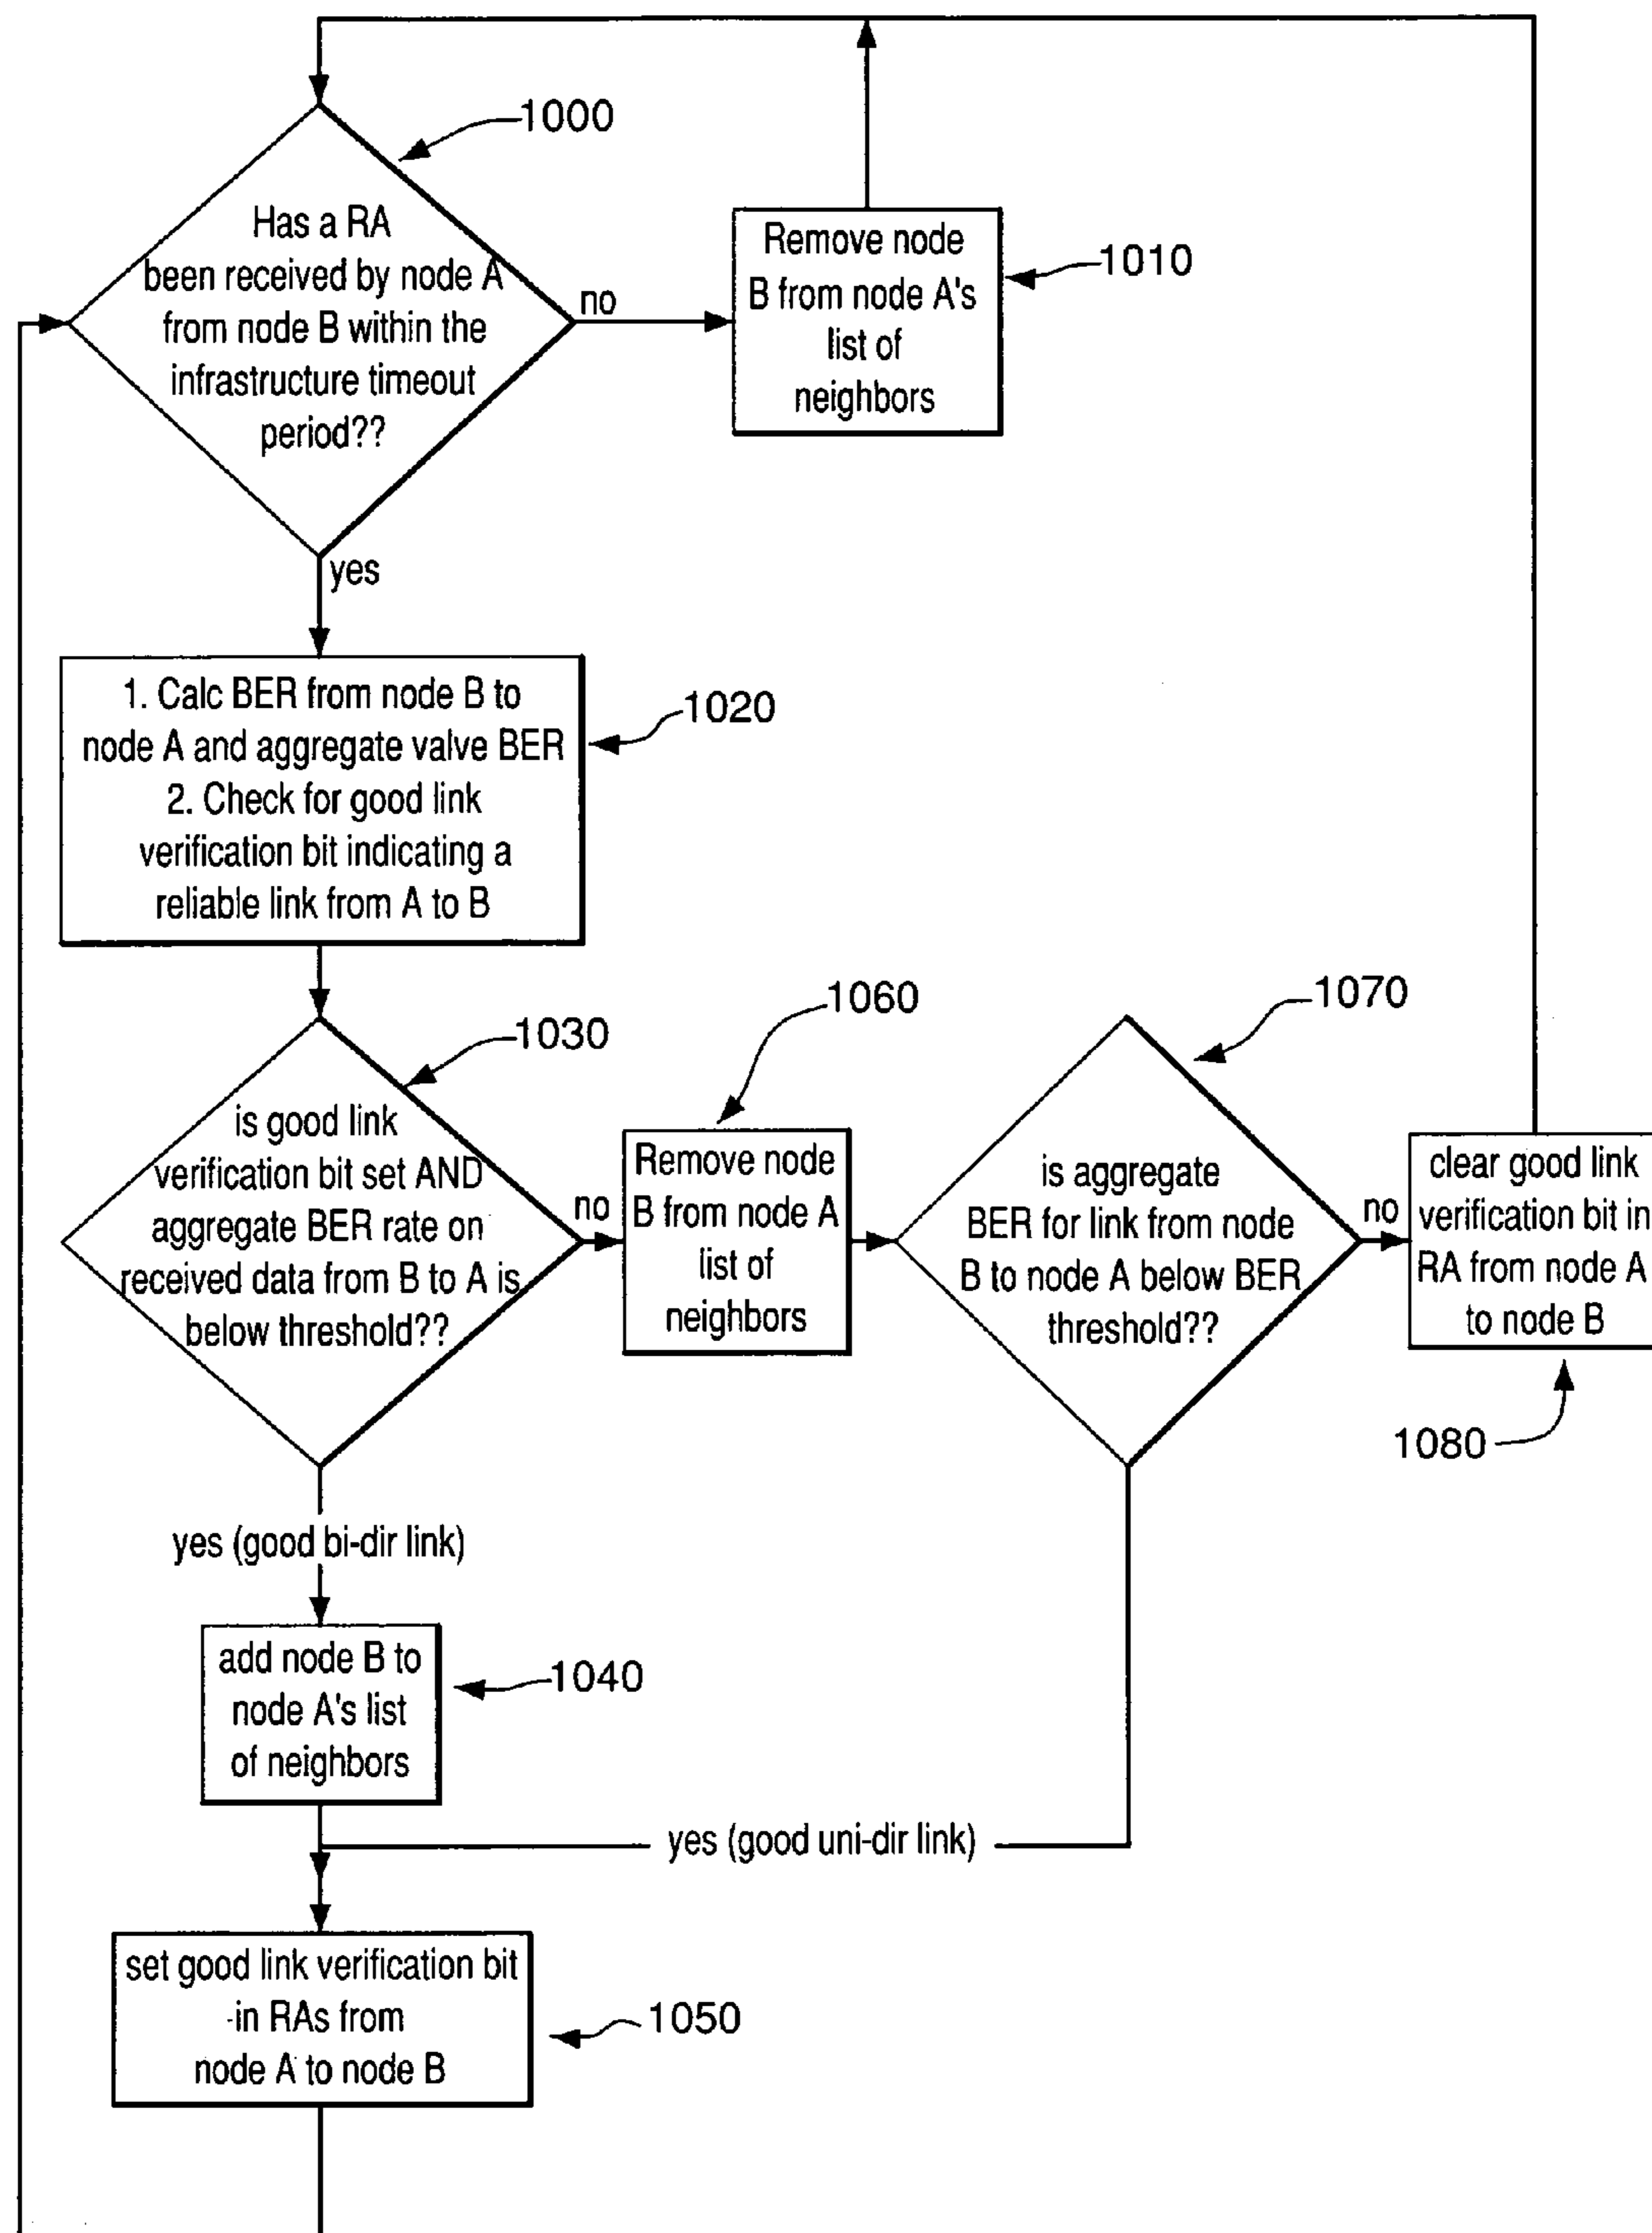 1000
Has a RA
been received by node A
from node B within the
infrastructure timeout
period??
no
Remove node
B from node A's
list of
neighbors
1010
yes
1. Calc BER from node B to
node A and aggregate valve BER
2. Check for good link
verification bit indicating a
reliable link from A to B
1020
1030
is good link
verification bit set AND
aggregate BER rate on
received data from B to A is
below threshold??
no
1060
Remove node
B from node A
list of
neighbors
1070
is aggregate
BER for link from node
B to node A below BER
threshold??
no
clear good link
verification bit in
RA from node A
to node B
1080
yes (good bi-dir link)
add node B to
node A's list
of neighbors
1040
yes (good uni-dir link)
set good link verification bit
in RAs from
node A to node B
1050